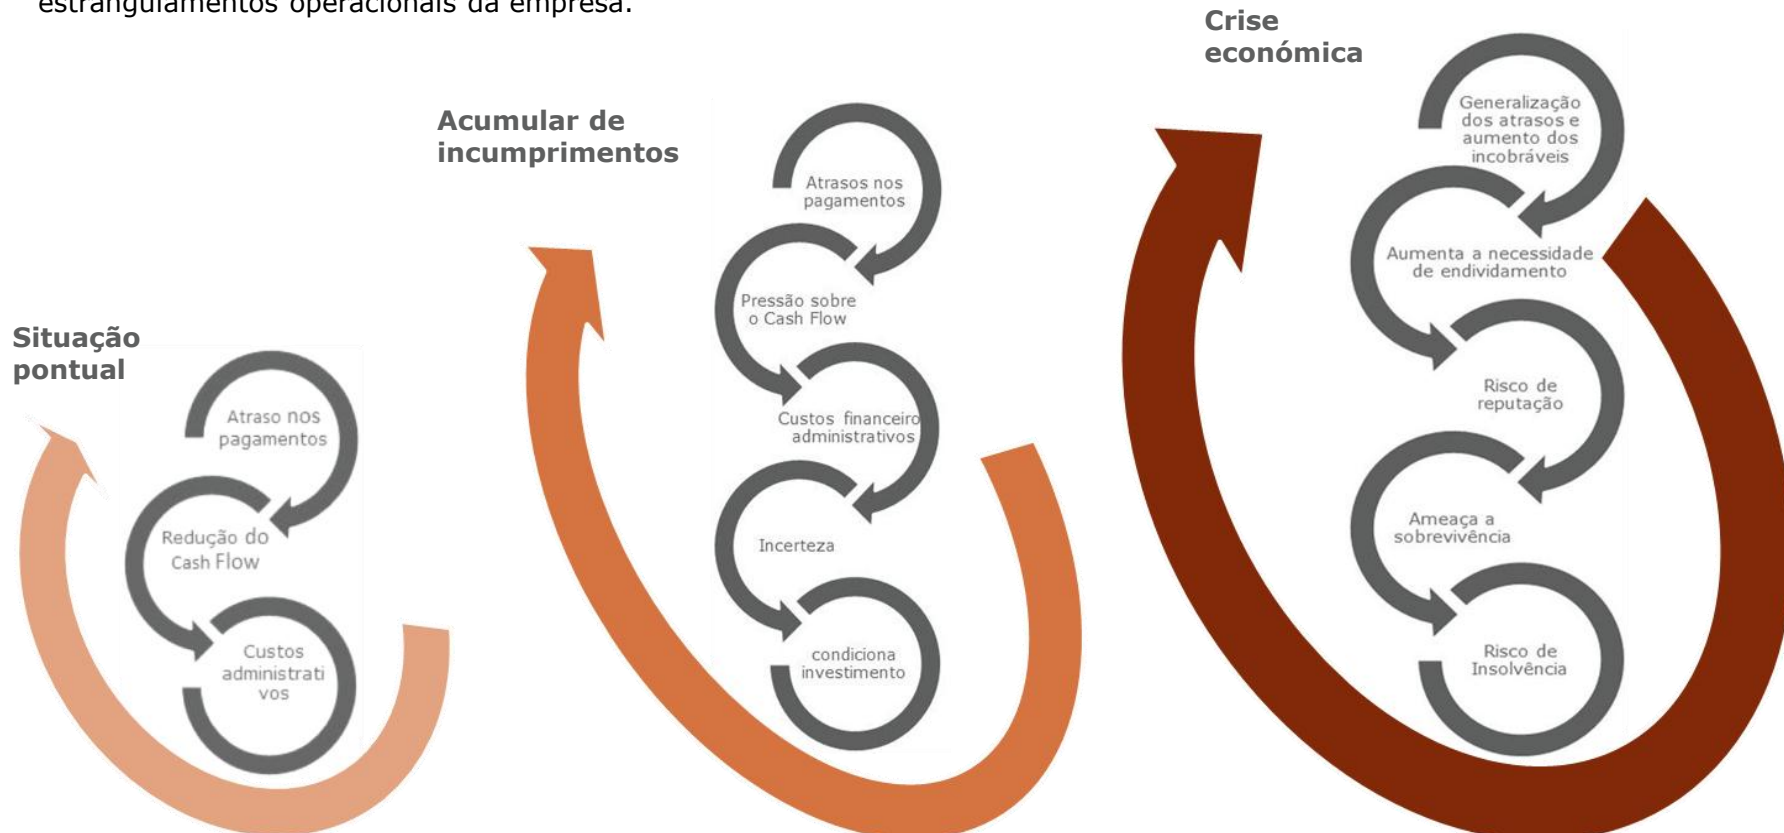 estrangulamentos operacionais da empresa.
Situação
pontual
Atraso nos
pagamentos
Redução do
Cash Flow
Custos
administrati
vos
Acumular de
incumprimentos
Atrasos nos
pagamentos
Pressão sobre
o Cash Flow
Custos financeiro
administrativos
Incerteza
condiciona
investimento
Crise
económica
Generalização
dos atrasos e
aumento dos
incobráveis
Aumenta a necessidade
de endividamento
Risco de
reputação
Ameaça a
sobrevivência
Risco de
Insolvência